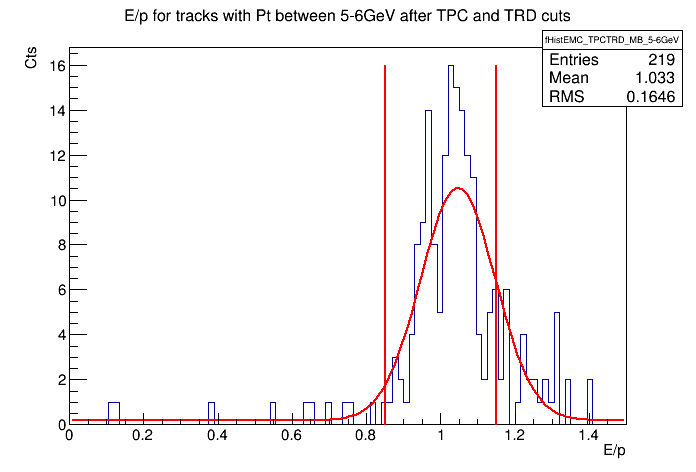 E/p for tracks with Pt between 5-6GeV after TPC and TRD cuts
fHistEMC_TPCTRD_MB_5-6GeV
Entries 219
Mean 1.033
RMS 0.1646
Cts
16
14
12
10
8
6
4
2
0
0 0.2 0.4 0.6 0.8 1 1.2 1.4
E/p